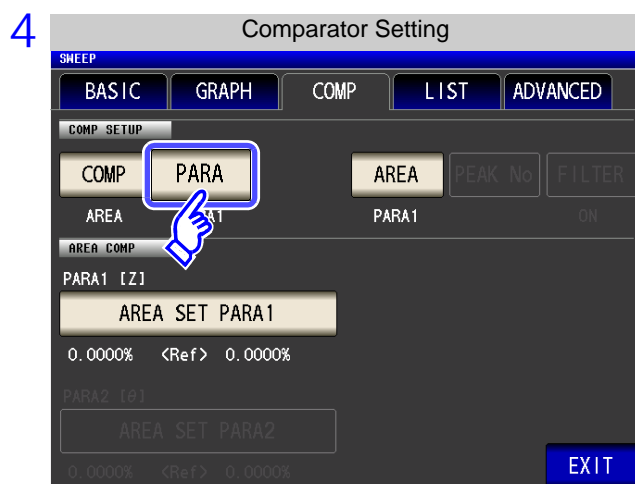 4
Comparator Setting
SWEEP
BASIC GRAPH COMP LIST ADVANCED
COMP SETUP
COMP PARA AREA PEAK No FILTER
AREA A1 PARA1 ON
AREA COMP
PARA1 [Z]
AREA SET PARA1
0.0000% <Ref> 0.0000%
PARA2 [θ]
AREA SET PARA2
0.0000% <Ref> 0.0000%
EXIT